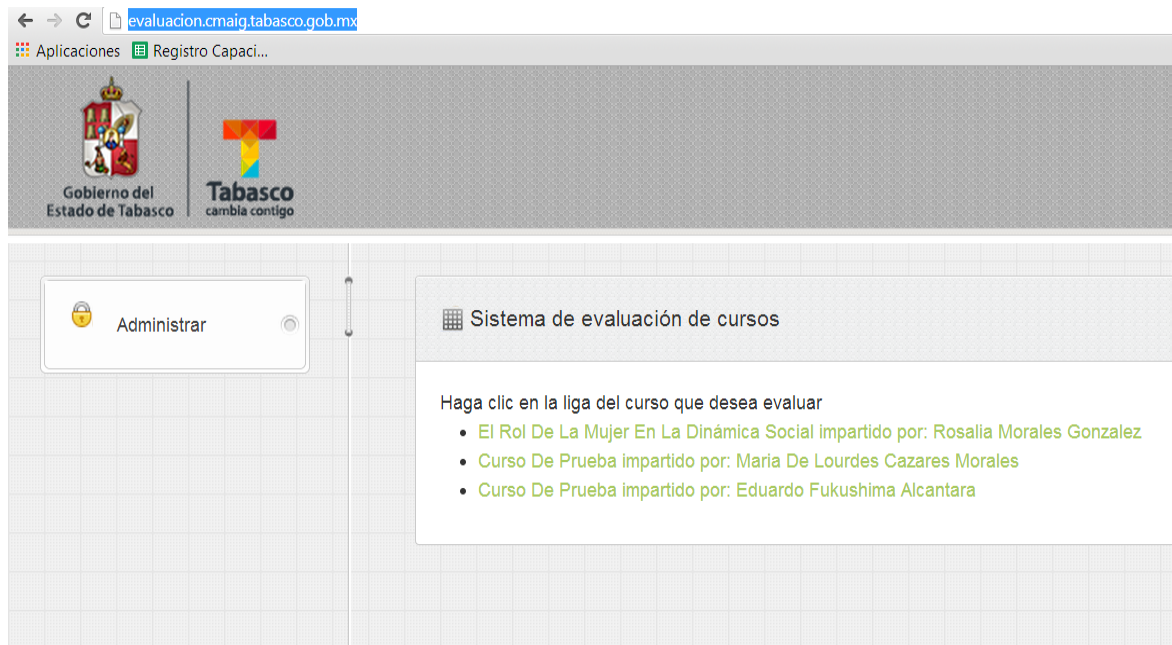 evaluacion.cmaig.tabasco.gob.mx
Aplicaciones Registro Capaci...
Gobierno del
Estado de Tabasco
Tabasco
cambia contigo
Administrar
Sistema de evaluación de cursos
Haga clic en la liga del curso que desea evaluar
El Rol De La Mujer En La Dinámica Social impartido por: Rosalia Morales Gonzalez
Curso De Prueba impartido por: Maria De Lourdes Cazares Morales
Curso De Prueba impartido por: Eduardo Fukushima Alcantara